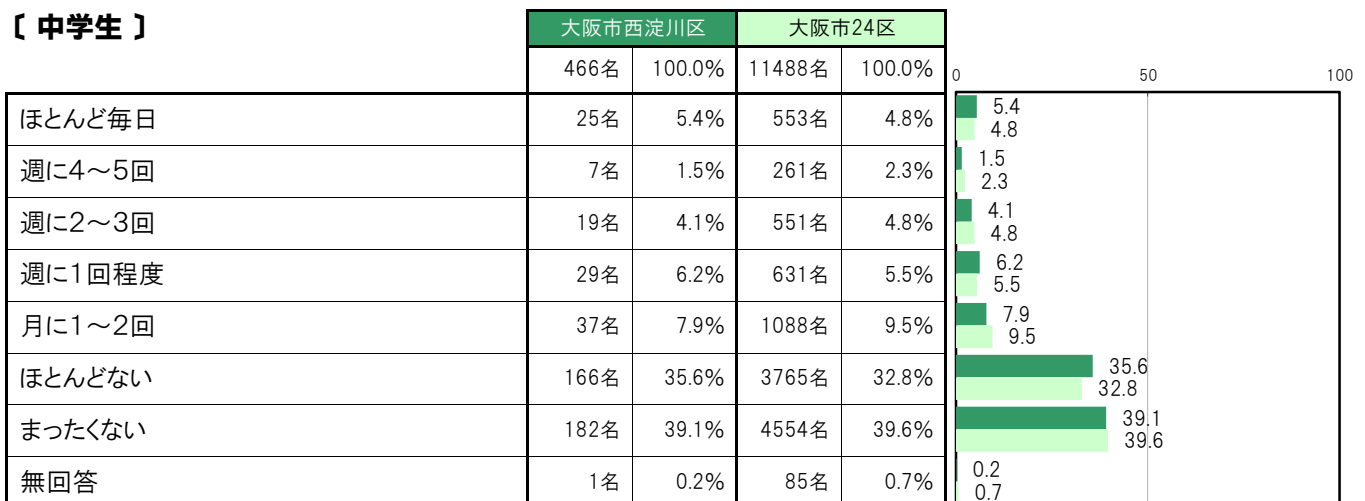 〔 中学生 〕
大阪市西淀川区 大阪市24区
466名 100.0% 11488名 100.0% 0 50 100
ほとんど毎日 25名 5.4% 553名 4.8% 5.4
4.8
週に4～5回 7名 1.5% 261名 2.3% 1.5
2.3
週に2～3回 19名 4.1% 551名 4.8% 4.1
4.8
週に1回程度 29名 6.2% 631名 5.5% 6.2
5.5
月に1～2回 37名 7.9% 1088名 9.5% 7.9
9.5
ほとんどない 166名 35.6% 3765名 32.8% 35.6
32.8
まったくない 182名 39.1% 4554名 39.6% 39.1
39.6
無回答 1名 0.2% 85名 0.7% 0.2
0.7